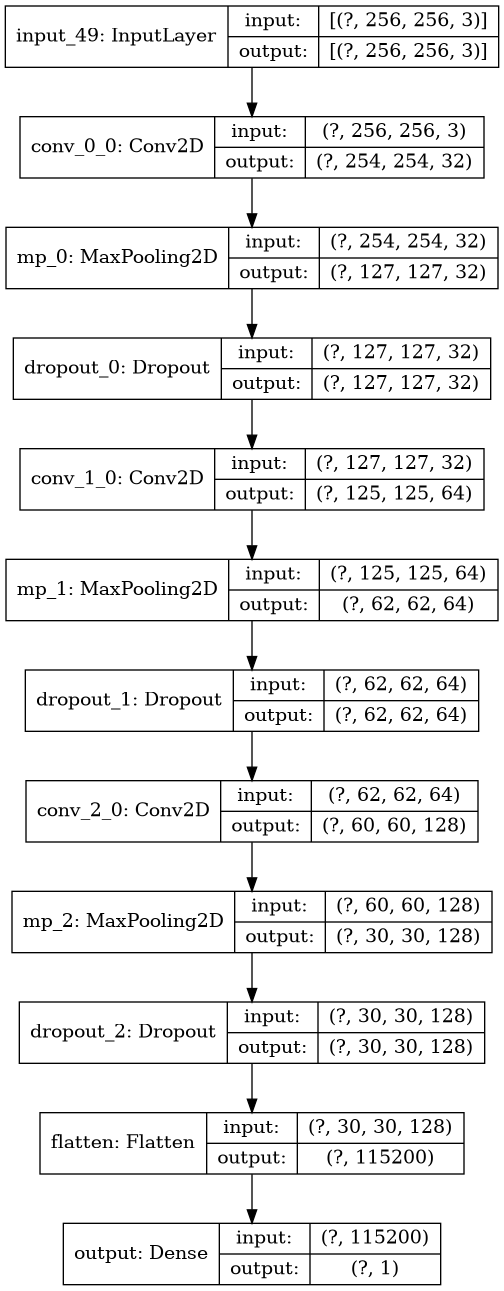 input_49: InputLayer
input: [(?, 256, 256, 3)]
output: [(?, 256, 256, 3)]
conv_0_0: Conv2D
input: (?, 256, 256, 3)
output: (?, 254, 254, 32)
mp_0: MaxPooling2D
input: (?, 254, 254, 32)
output: (?, 127, 127, 32)
dropout_0: Dropout
input: (?, 127, 127, 32)
output: (?, 127, 127, 32)
conv_1_0: Conv2D
input: (?, 127, 127, 32)
output: (?, 125, 125, 64)
mp_1: MaxPooling2D
input: (?, 125, 125, 64)
output: (?, 62, 62, 64)
dropout_1: Dropout
input: (?, 62, 62, 64)
output: (?, 62, 62, 64)
conv_2_0: Conv2D
input: (?, 62, 62, 64)
output: (?, 60, 60, 128)
mp_2: MaxPooling2D
input: (?, 60, 60, 128)
output: (?, 30, 30, 128)
dropout_2: Dropout
input: (?, 30, 30, 128)
output: (?, 30, 30, 128)
flatten: Flatten
input: (?, 30, 30, 128)
output: (?, 115200)
output: Dense
input: (?, 115200)
output: (?, 1)